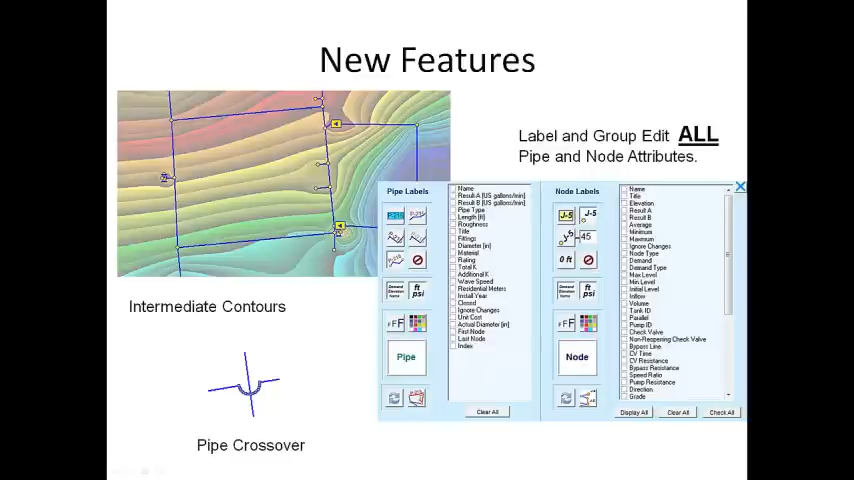 New Features
Label and Group Edit ALL
Pipe and Node Attributes.
Intermediate Contours
Pipe Crossover
Pipe Labels
Pipe
Name
Result A [US gallons/min]
Result B [US gallons/min]
Pipe Type
Length [ft]
Roughness
Title
Fittings
Diameter [in]
Material
Rating
Total K
Additional K
Wave Speed
Residential Meters
Install Year
Closed
Ignore Changes
Unit Cost
Actual Diameter [in]
First Node
Last Node
Index
Clear All
Node Labels
J-5
J-5
45
0 ft
ft
psi
Node
Name
Title
Elevation
Result A
Result B
Average
Minimum
Maximum
Ignore Changes
Node Type
Demand
Demand Type
Max Level
Min Level
Initial Level
Inflow
Volume
Tank ID
Parallel
Pump ID
Check Valve
Non-Reopening Check Valve
Bypass Line
CV Time
CV Resistance
Bypass Resistance
Speed Ratio
Pump Resistance
Direction
Grade
Display All
Clear All
Check All